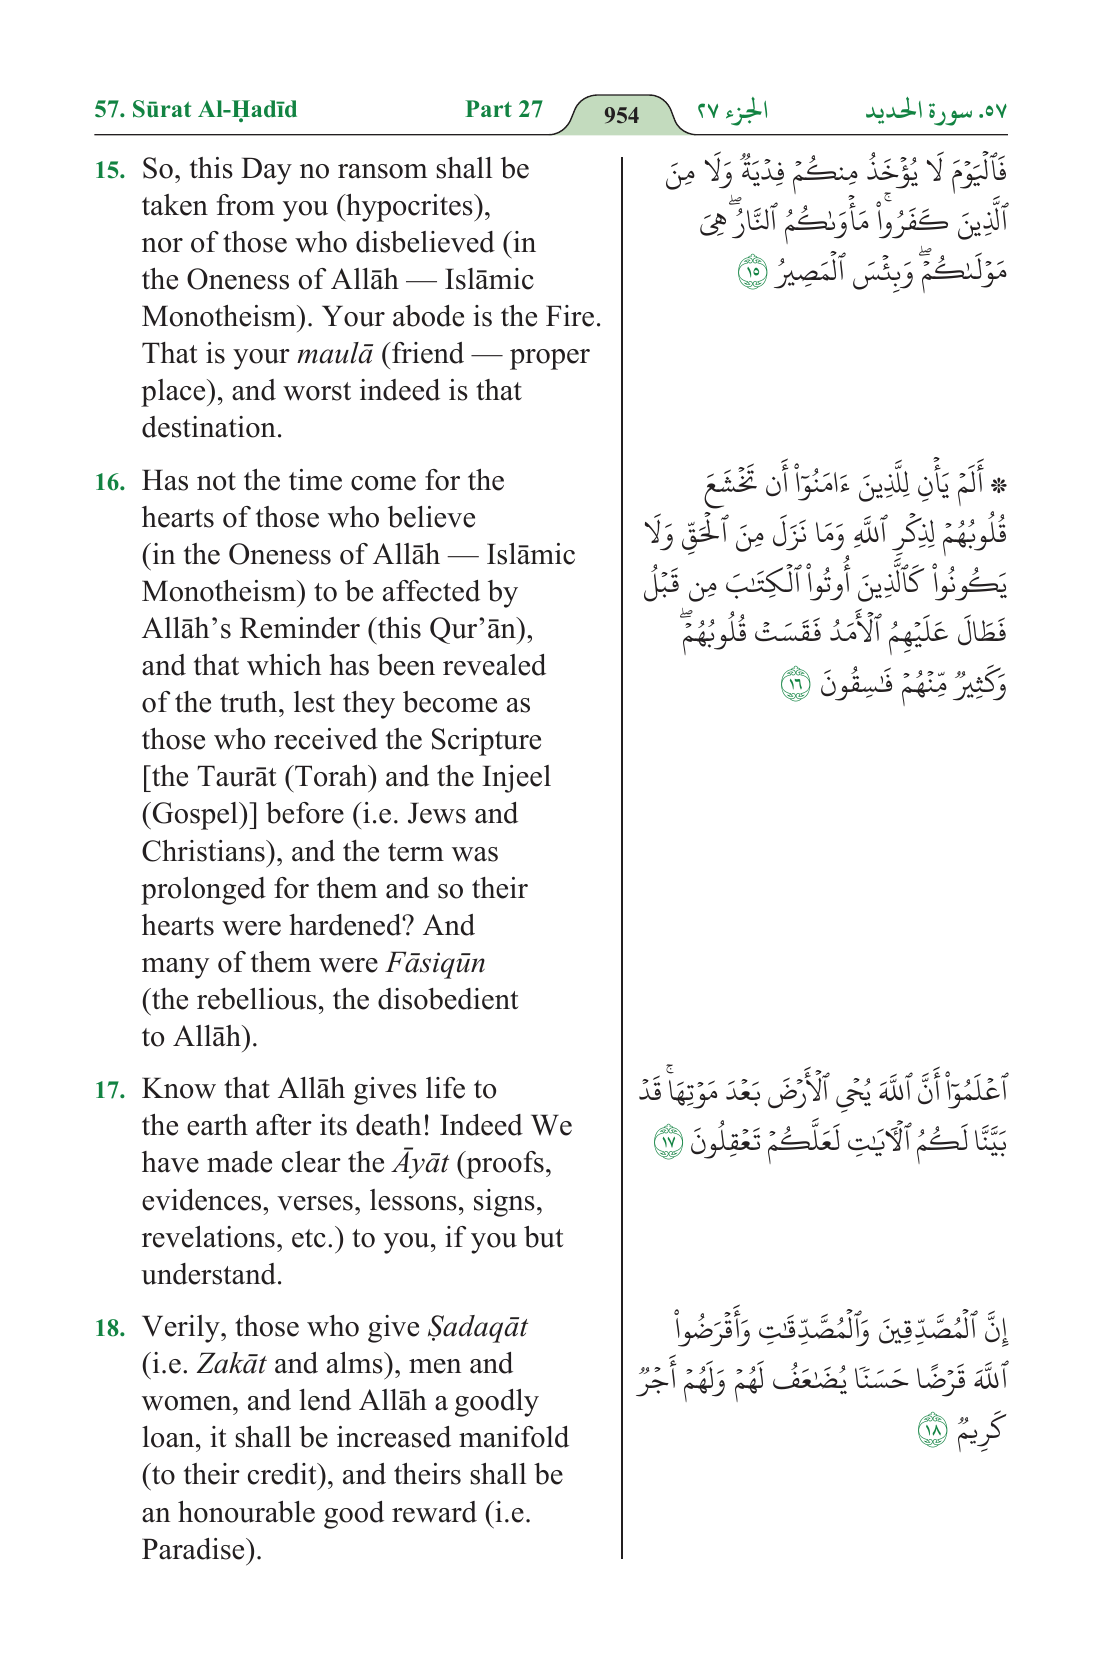 57. Sūrat Al-Ḥadīd Part 27 954 الجزء ٢٧ ٥٧. سورة الحديد
15. So, this Day no ransom shall be
taken from you (hypocrites),
nor of those who disbelieved (in
the Oneness of Allāh — Islāmic
Monotheism). Your abode is the Fire.
That is your maulā (friend — proper
place), and worst indeed is that
destination.
فَٱلْيَوْمَ لَا يُؤْخَذُ مِنكُمْ فِدْيَةٌ وَلَا مِنَ
ٱلَّذِينَ كَفَرُوا۟ ۚ مَأْوَىٰكُمُ ٱلنَّارُ ۖ هِىَ
مَوْلَىٰكُمْ ۖ وَبِئْسَ ٱلْمَصِيرُ ١٥
16. Has not the time come for the
hearts of those who believe
(in the Oneness of Allāh — Islāmic
Monotheism) to be affected by
Allāh’s Reminder (this Qur’ān),
and that which has been revealed
of the truth, lest they become as
those who received the Scripture
[the Taurāt (Torah) and the Injeel
(Gospel)] before (i.e. Jews and
Christians), and the term was
prolonged for them and so their
hearts were hardened? And
many of them were Fāsiqūn
(the rebellious, the disobedient
to Allāh).
۞ أَلَمْ يَأْنِ لِلَّذِينَ ءَامَنُوٓا۟ أَن تَخْشَعَ
قُلُوبُهُمْ لِذِكْرِ ٱللَّهِ وَمَا نَزَلَ مِنَ ٱلْحَقِّ وَلَا
يَكُونُوا۟ كَٱلَّذِينَ أُوتُوا۟ ٱلْكِتَـٰبَ مِن قَبْلُ
فَطَالَ عَلَيْهِمُ ٱلْأَمَدُ فَقَسَتْ قُلُوبُهُمْ ۖ
وَكَثِيرٌ مِّنْهُمْ فَـٰسِقُونَ ١٦
17. Know that Allāh gives life to
the earth after its death! Indeed We
have made clear the Āyāt (proofs,
evidences, verses, lessons, signs,
revelations, etc.) to you, if you but
understand.
ٱعْلَمُوٓا۟ أَنَّ ٱللَّهَ يُحْىِ ٱلْأَرْضَ بَعْدَ مَوْتِهَا ۚ قَدْ
بَيَّنَّا لَكُمُ ٱلْـَٔايَـٰتِ لَعَلَّكُمْ تَعْقِلُونَ ١٧
18. Verily, those who give Ṣadaqāt
(i.e. Zakāt and alms), men and
women, and lend Allāh a goodly
loan, it shall be increased manifold
(to their credit), and theirs shall be
an honourable good reward (i.e.
Paradise).
إِنَّ ٱلْمُصَّدِّقِينَ وَٱلْمُصَّدِّقَـٰتِ وَأَقْرَضُوا۟
ٱللَّهَ قَرْضًا حَسَنًا يُضَـٰعَفُ لَهُمْ وَلَهُمْ أَجْرٌ
كَرِيمٌ ١٨